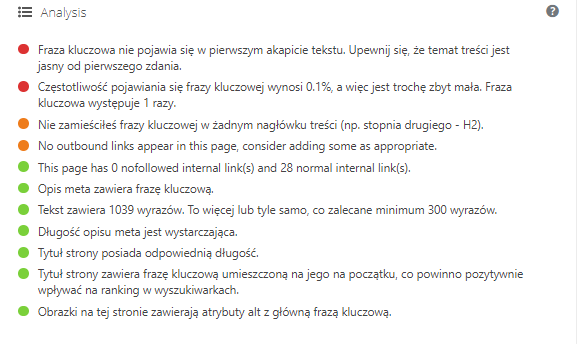 Analysis
Fraza kluczowa nie pojawia się w pierwszym akapicie tekstu. Upewnij się, że temat treści jest
jasny od pierwszego zdania.
Częstotliwość pojawiania się frazy kluczowej wynosi 0.1%, a więc jest trochę zbyt mała. Fraza
kluczowa występuje 1 razy.
Nie zamieściłeś frazy kluczowej w żadnym nagłówku treści (np. stopnia drugiego - H2).
No outbound links appear in this page, consider adding some as appropriate.
This page has 0 nofollowed internal link(s) and 28 normal internal link(s).
Opis meta zawiera frazę kluczową.
Tekst zawiera 1039 wyrazów. To więcej lub tyle samo, co zalecane minimum 300 wyrazów.
Długość opisu meta jest wystarczająca.
Tytuł strony posiada odpowiednią długość.
Tytuł strony zawiera frazę kluczową umieszczoną na jego na początku, co powinno pozytywnie
wpływać na ranking w wyszukiwarkach.
Obrazki na tej stronie zawierają atrybuty alt z główną frazą kluczową.